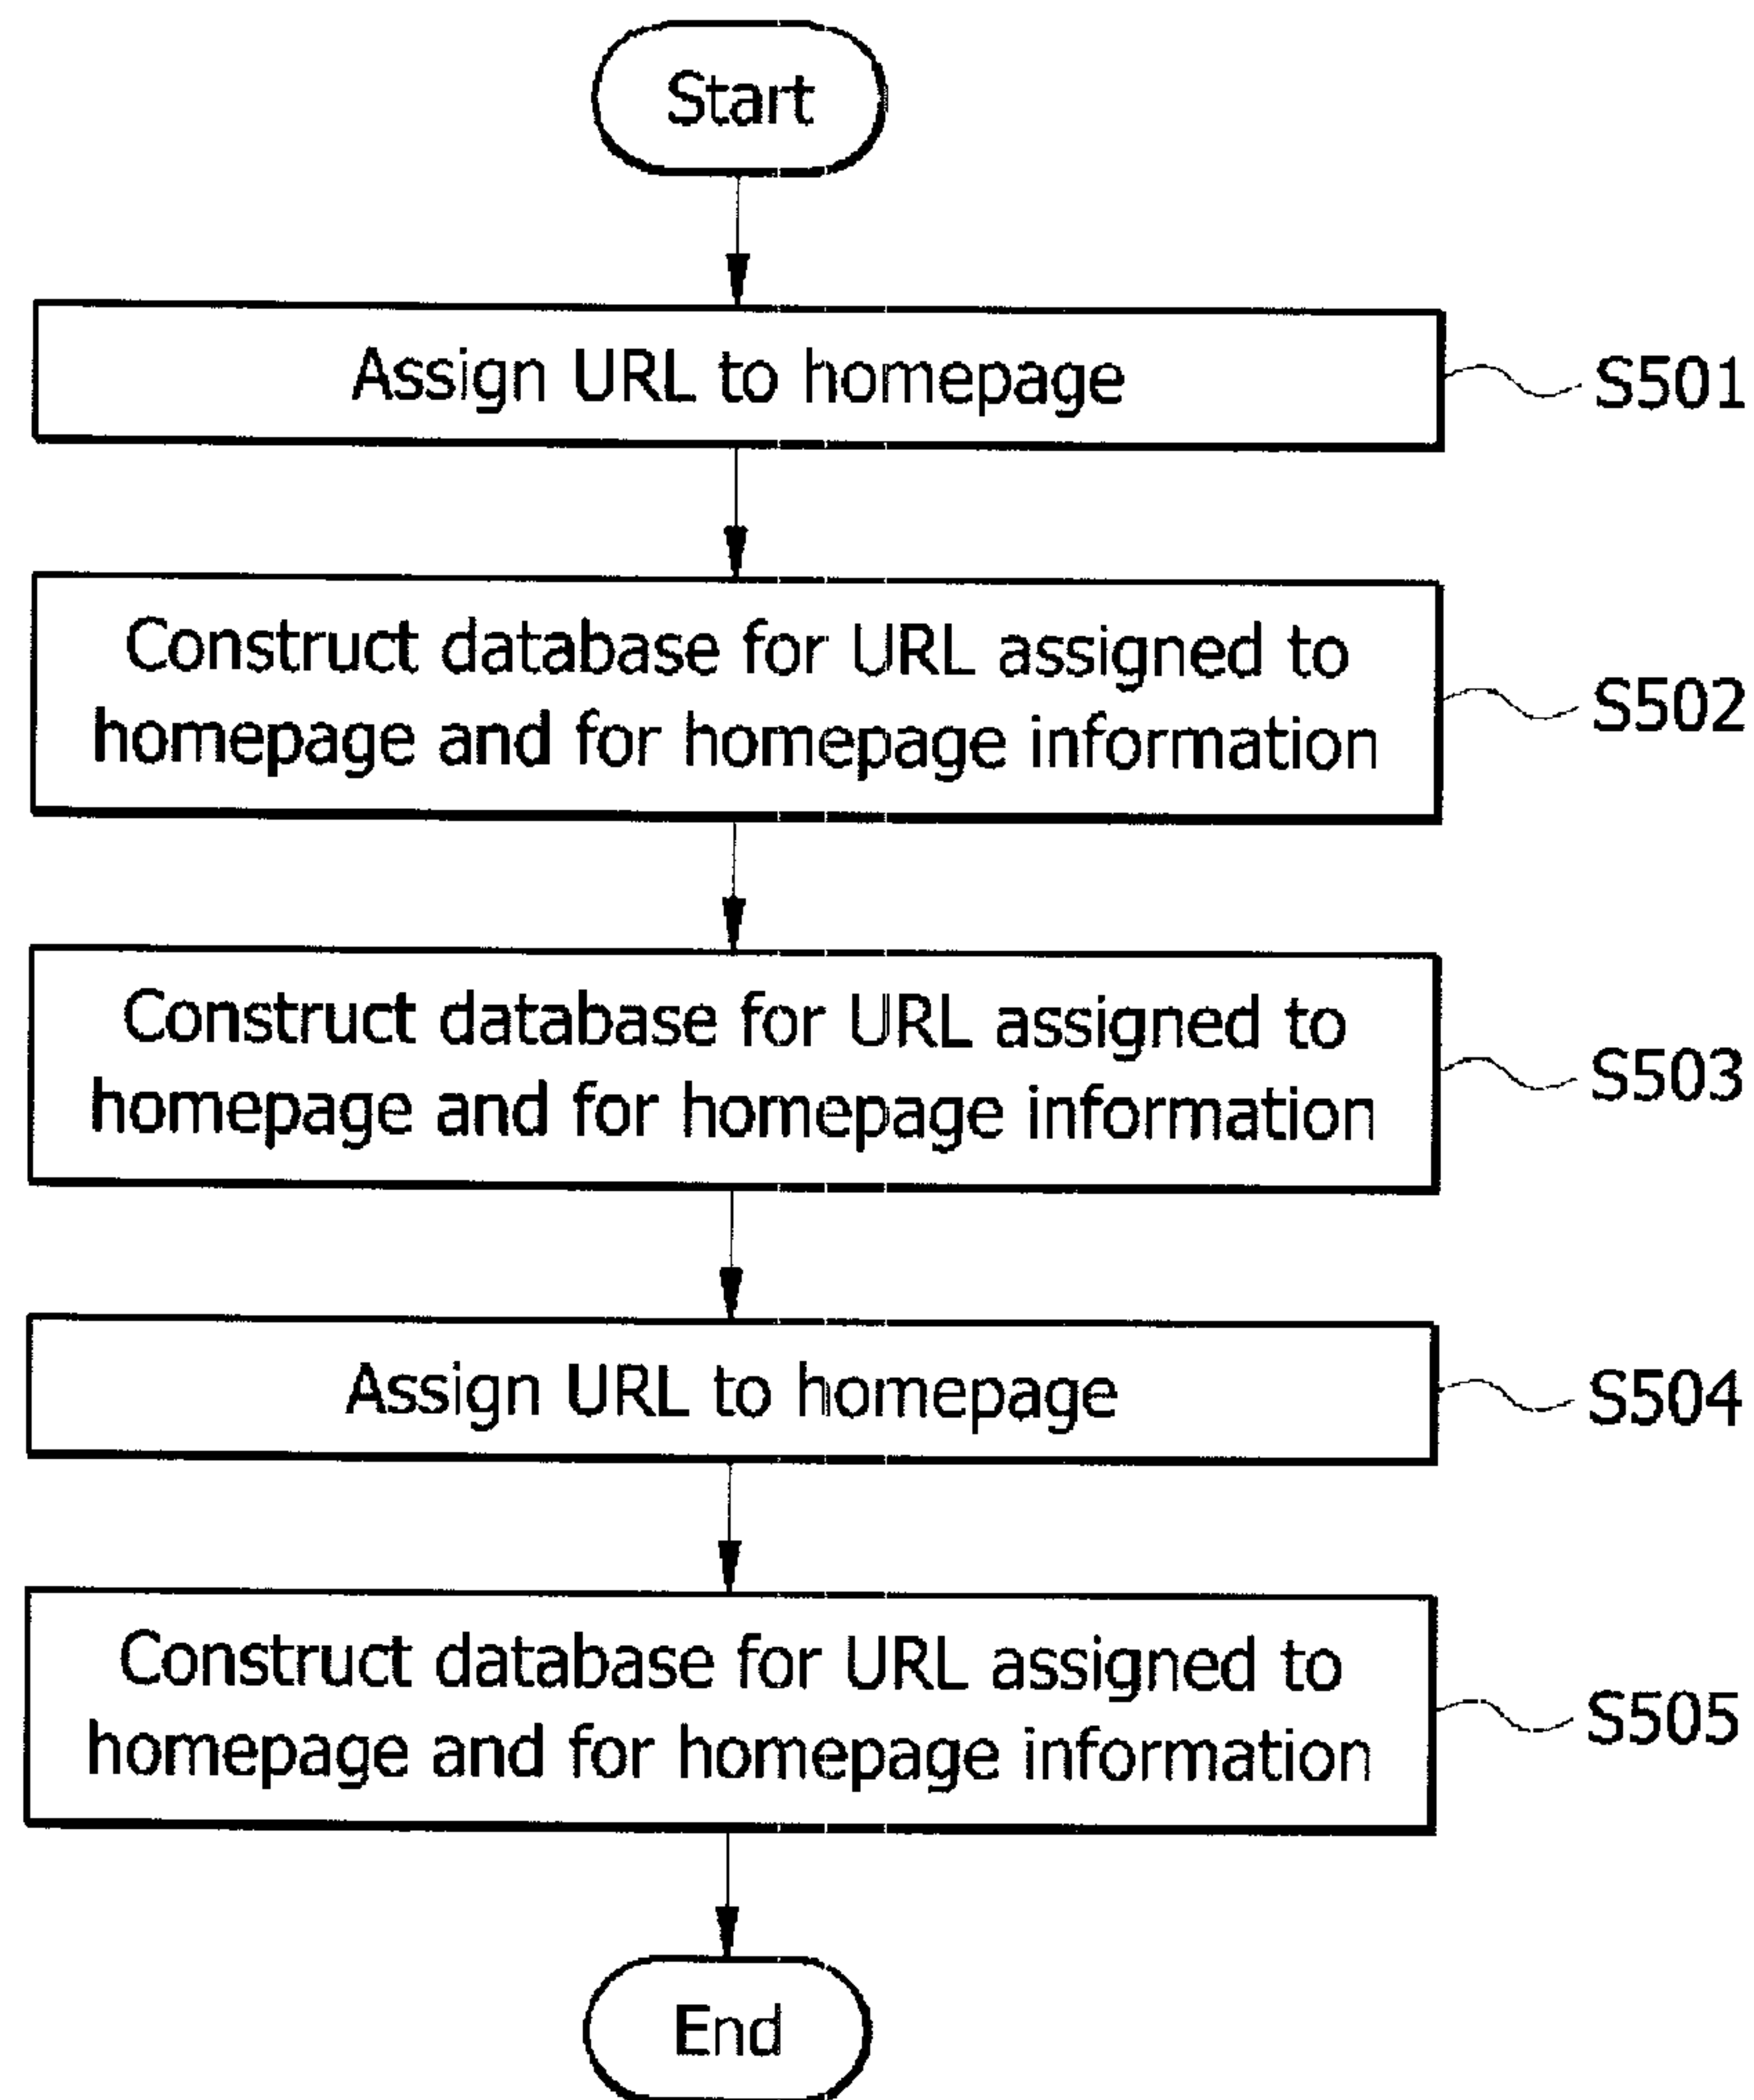 Start
Assign URL to homepage
S501
Construct database for URL assigned to
homepage and for homepage information
S502
Construct database for URL assigned to
homepage and for homepage information
S503
Assign URL to homepage
S504
Construct database for URL assigned to
homepage and for homepage information
S505
End